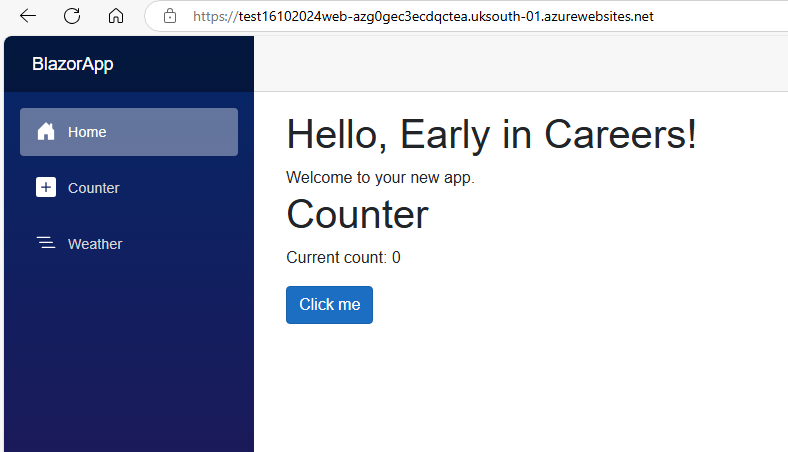 https://test16102024web-azg0gec3ecdqctea.uksouth-01.azurewebsites.net
BlazorApp
Home
Counter
Weather
Hello, Early in Careers!
Welcome to your new app.
Counter
Current count: 0
Click me